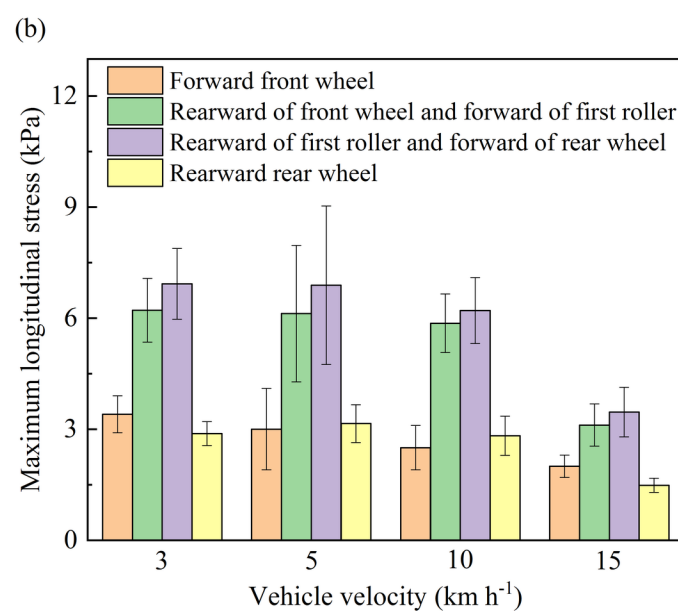 (b)
Forward front wheel
Rearward of front wheel and forward of first roller
Rearward of first roller and forward of rear wheel
Rearward rear wheel
Maximum longitudinal stress (kPa)
12
9
6
3
0
3 5 10 15
Vehicle velocity (km h⁻¹)